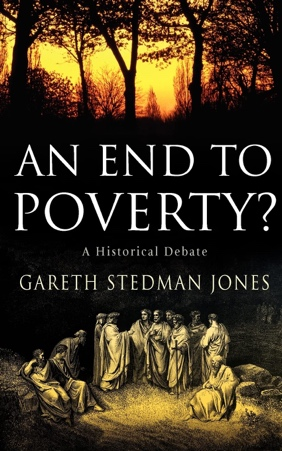 AN END TO
POVERTY?
A Historical Debate
GARETH STEDMAN JONES